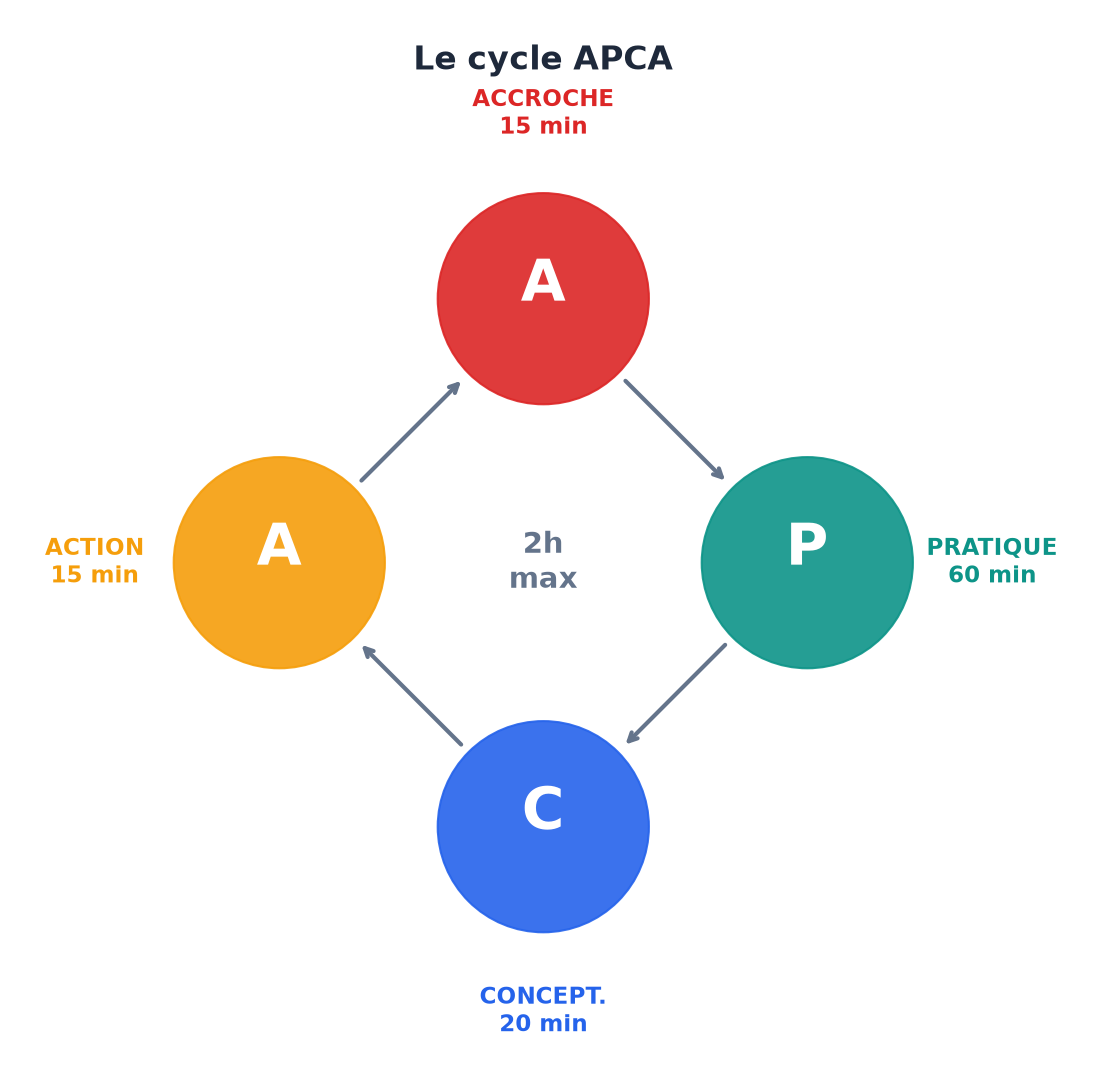 Le cycle APCA
ACCROCHE
15 min
A
A
P
ACTION
15 min
2h
max
PRATIQUE
60 min
C
CONCEPT.
20 min